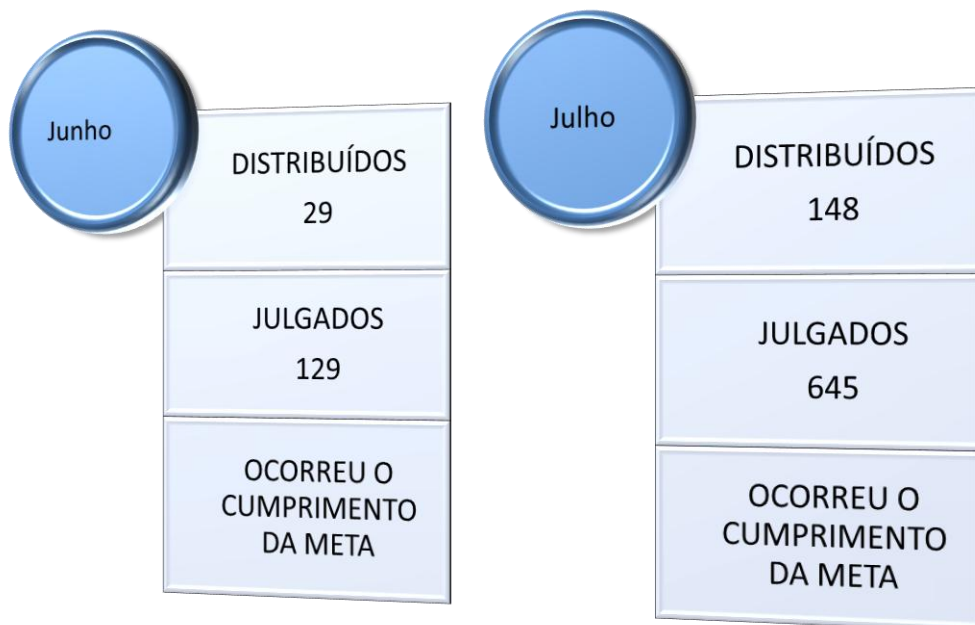 Junho
DISTRIBUÍDOS
29
JULGADOS
129
OCORREU O
CUMPRIMENTO
DA META
Julho
DISTRIBUÍDOS
148
JULGADOS
645
OCORREU O
CUMPRIMENTO
DA META